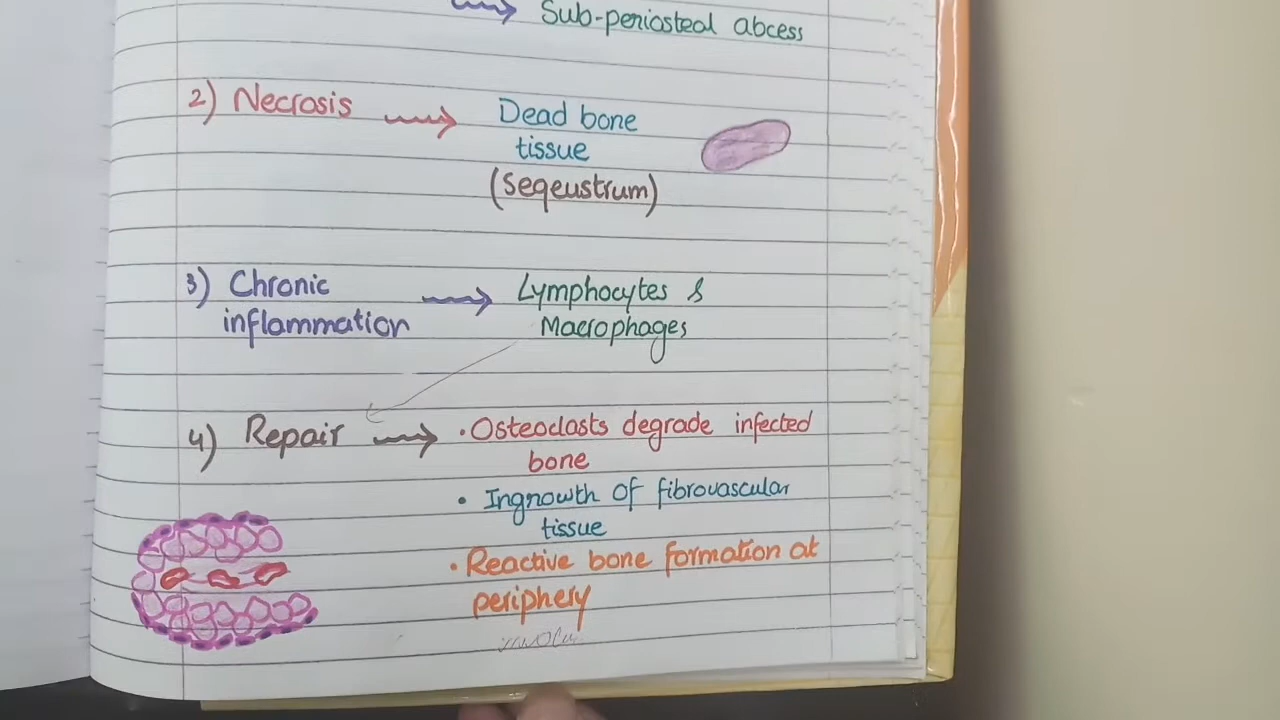 Sub-periosteal abcess
2) Necrosis
Dead bone
tissue
(Seqeustrum)
3) Chronic
inflammation
Lymphocytes &
Macrophages
4) Repair
• Osteoclasts degrade infected
bone
• Ingrowth of fibrovascular
tissue
• Reactive bone formation at
periphery